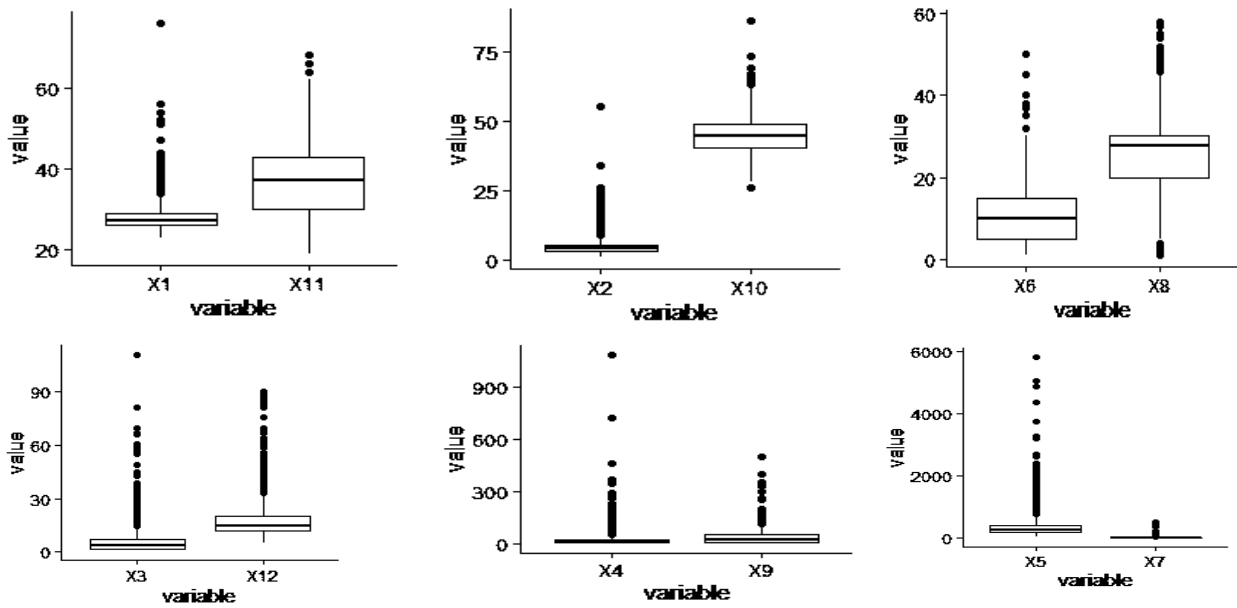 60
40
20
value
X1 X11
variable
75
50
25
0
value
X2 X10
variable
60
40
20
0
value
X6 X8
variable
90
60
30
0
value
X3 X12
variable
900
600
300
0
value
X4 X9
variable
6000
4000
2000
0
value
X5 X7
variable